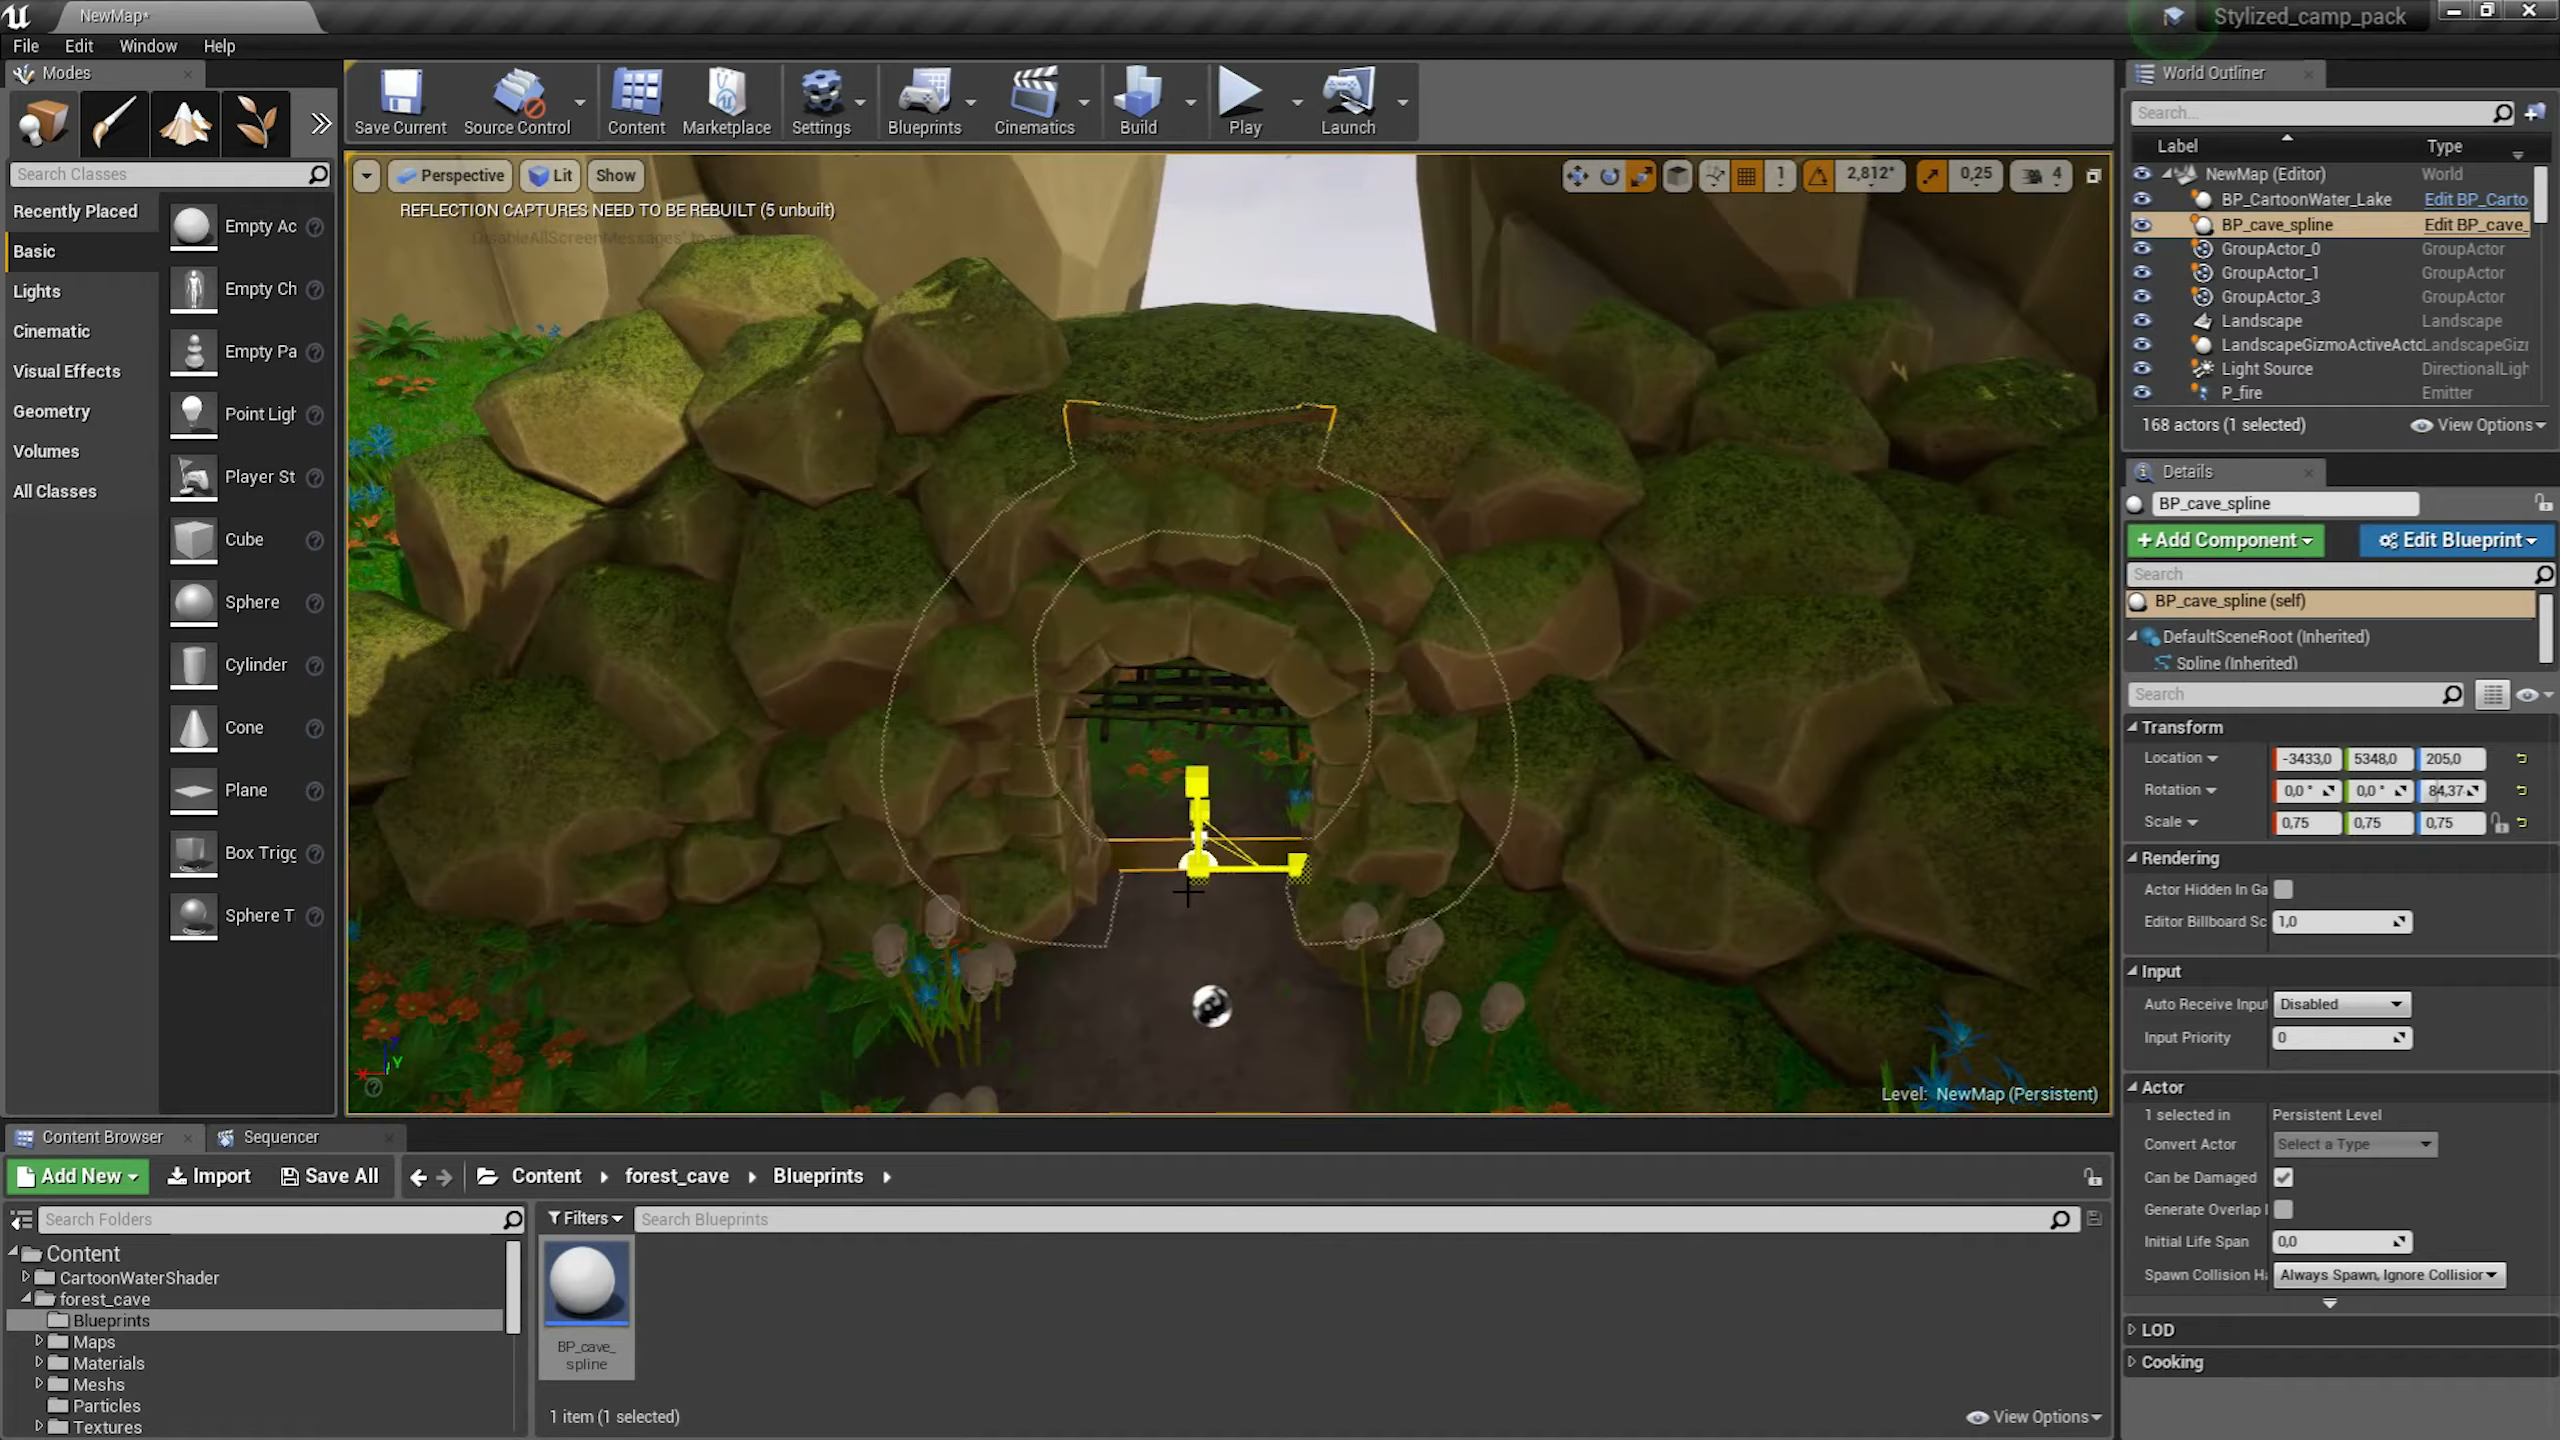 NewMap*
Stylized_camp_pack
File Edit Window Help
Modes
Save Current
Source Control
Content
Marketplace
Settings
Blueprints
Cinematics
Build
Play
Launch
World Outliner
Search...
Label Type
NewMap (Editor) World
BP_CartoonWater_Lake Edit BP_Carto
BP_cave_spline Edit BP_cave_
GroupActor_0 GroupActor
GroupActor_1 GroupActor
GroupActor_3 GroupActor
Landscape Landscape
LandscapeGizmoActiveActo LandscapeGiz
Light Source DirectionalLigh
P_fire Emitter
168 actors (1 selected) View Options
Search Classes
Recently Placed
Basic
Lights
Cinematic
Visual Effects
Geometry
Volumes
All Classes
Empty Ac
Empty Ch
Empty Pa
Point Ligh
Player St
Cube
Sphere
Cylinder
Cone
Plane
Box Trigg
Sphere T
Perspective Lit Show
1 2,812° 0,25 4
REFLECTION CAPTURES NEED TO BE REBUILT (5 unbuilt)
Level: NewMap (Persistent)
Details
BP_cave_spline
+Add Component Edit Blueprint
Search
BP_cave_spline (self)
DefaultSceneRoot (Inherited)
Spline (Inherited)
Search
Transform
Location -3433,0 5348,0 205,0
Rotation 0,0 ° 0,0 ° 84,37
Scale 0,75 0,75 0,75
Rendering
Actor Hidden In Ga
Editor Billboard Sc 1,0
Input
Auto Receive Input Disabled
Input Priority 0
Actor
1 selected in Persistent Level
Convert Actor Select a Type
Can be Damaged
Generate Overlap
Initial Life Span 0,0
Spawn Collision H Always Spawn, Ignore Collision
LOD
Cooking
Content Browser Sequencer
Add New Import Save All Content forest_cave Blueprints
Search Folders Filters Search Blueprints
Content
CartoonWaterShader
forest_cave
Blueprints
Maps
Materials
Meshs
Particles
Textures
BP_cave_
spline
1 item (1 selected) View Options